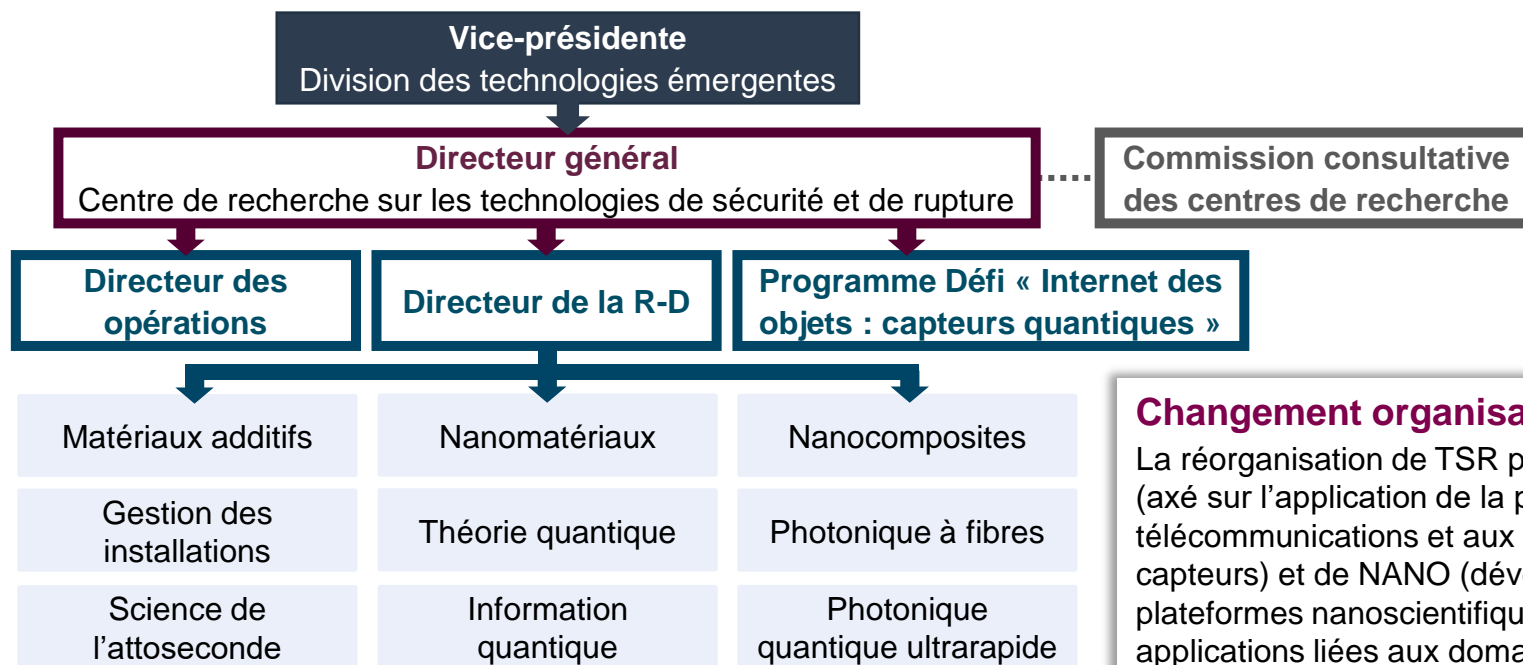 Vice-présidente
Division des technologies émergentes
Directeur général
Centre de recherche sur les technologies de sécurité et de rupture
Commission consultative
des centres de recherche
Directeur des
opérations
Directeur de la R-D
Programme Défi « Internet des
objets : capteurs quantiques »
Matériaux additifs
Nanomatériaux
Nanocomposites
Gestion des
installations
Théorie quantique
Photonique à fibres
Science de
l’attoseconde
Information
quantique
Photonique
quantique ultrarapide
Changement
La réorganisation de TSR
(axé sur l’application de la
télécommunications et aux
capteurs) et de NANO
plateformes
applications liées aux